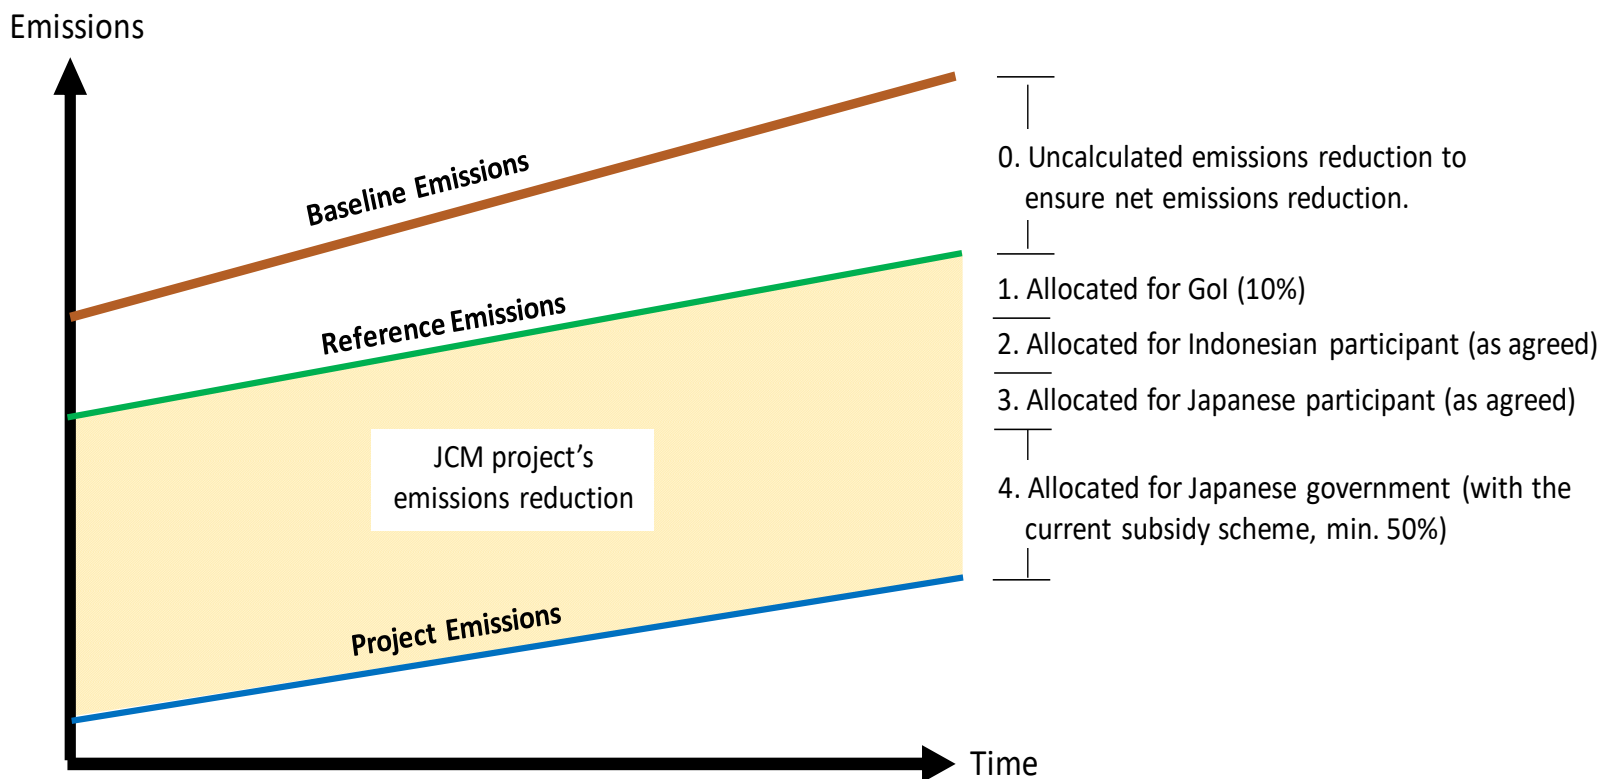 Emissions
Baseline Emissions
0. Uncalculated emissions reduction to
ensure net emissions reduction.
Reference Emissions
1. Allocated for GoI (10%)
2. Allocated for Indonesian participant (as agreed)
3. Allocated for Japanese participant (as agreed)
JCM project’s
emissions reduction
4. Allocated for Japanese government (with the
current subsidy scheme, min. 50%)
Project Emissions
Time